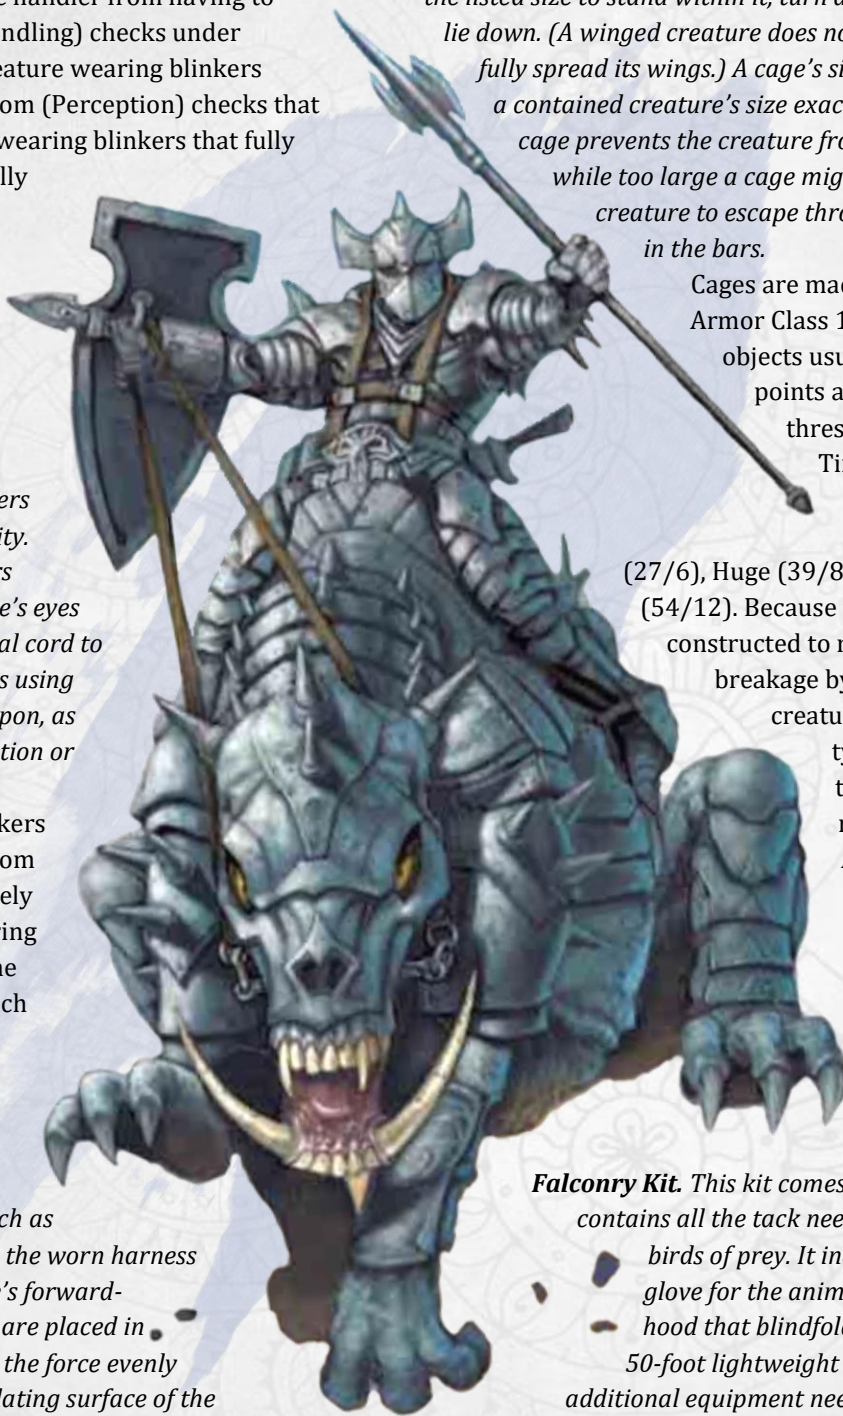 e handler from having to
ndling) checks under
eature wearing blinkers
om (Perception) checks that
wearing blinkers that fully
lly
ers
ity.
rs
e’s eyes
al cord to
s using
pon, as
tion or
kers
om
ely
ring
ne
ch
ch as
the worn harness
e’s forward-
are placed in
the force evenly
lating surface of the
the listed size to stand within it, turn a
lie down. (A winged creature does no
fully spread its wings.) A cage’s si
a contained creature’s size exac
cage prevents the creature fro
while too large a cage mig
creature to escape thro
in the bars.
Cages are mad
Armor Class 1
objects usu
points a
thres
Ti
(27/6), Huge (39/8
(54/12). Because
constructed to r
breakage by
creatu
ty
t
r
Falconry Kit. This kit comes
contains all the tack nee
birds of prey. It in
glove for the anim
hood that blindfol
50-foot lightweight
additional equipment nee